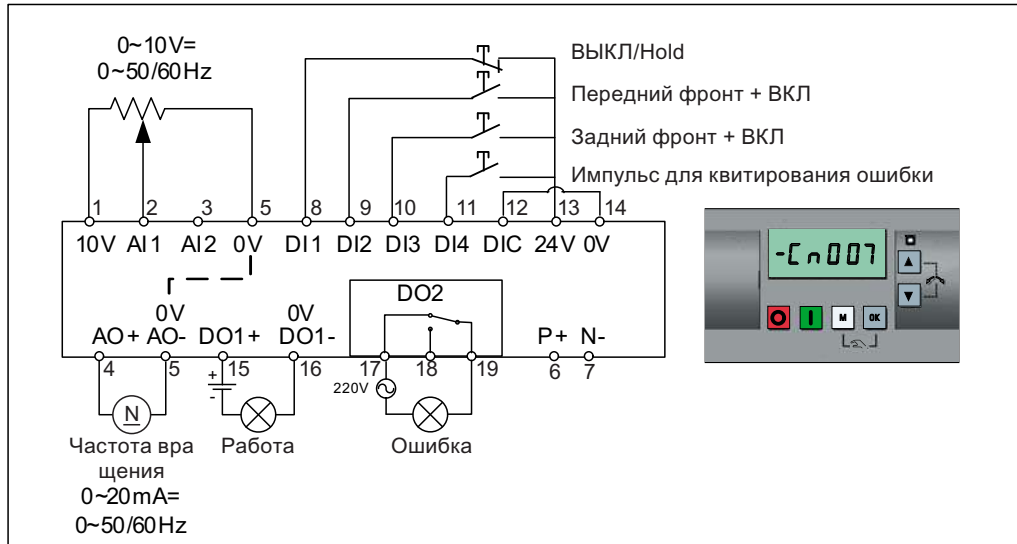 0~10V=
0~50/60Hz
ВЫКЛ/Hold
Передний фронт + ВКЛ
Задний фронт + ВКЛ
Импульс для квитирования ошибки
1 2 3 5 8 9 10 11 12 13 14
10V AI1 AI2 0V DI1 DI2 DI3 DI4 DIC 24V 0V
-Cn007
M OK
DO2
0V 0V
AO+ AO- DO1+ DO1- P+ N-
4 5 15 16 17 18 19 6 7
+
-
220V
N
Частота вра
щения
Работа
Ошибка
0~20mA=
0~50/60Hz